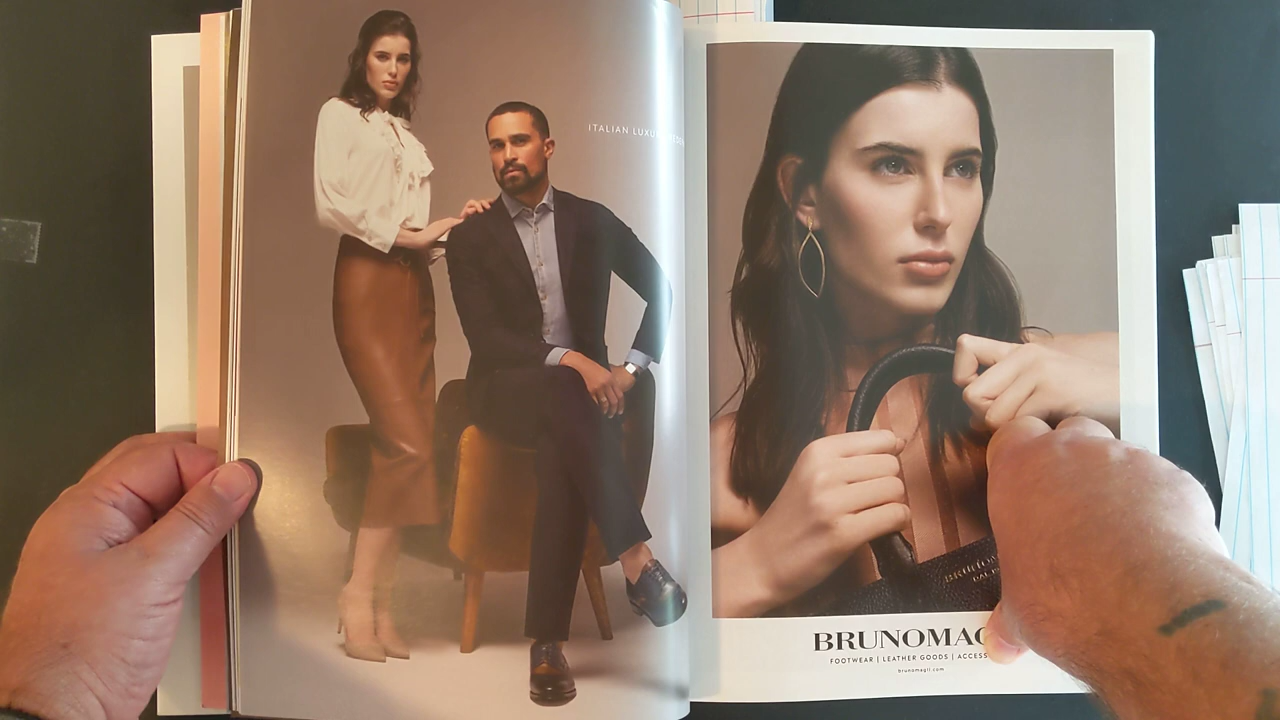 ITALIAN LUXU
BRUNOMAG
FOOTWEAR | LEATHER GOODS | ACCESS
brunomagli.com